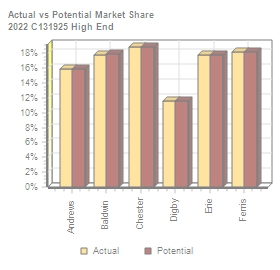 Actual vs Potential Market Share
2022 C131925 High End
18%
16%
14%
12%
10%
8%
6%
4%
2%
0%
Andrews
Baldwin
Chester
Digby
Erie
Ferris
Actual
Potential